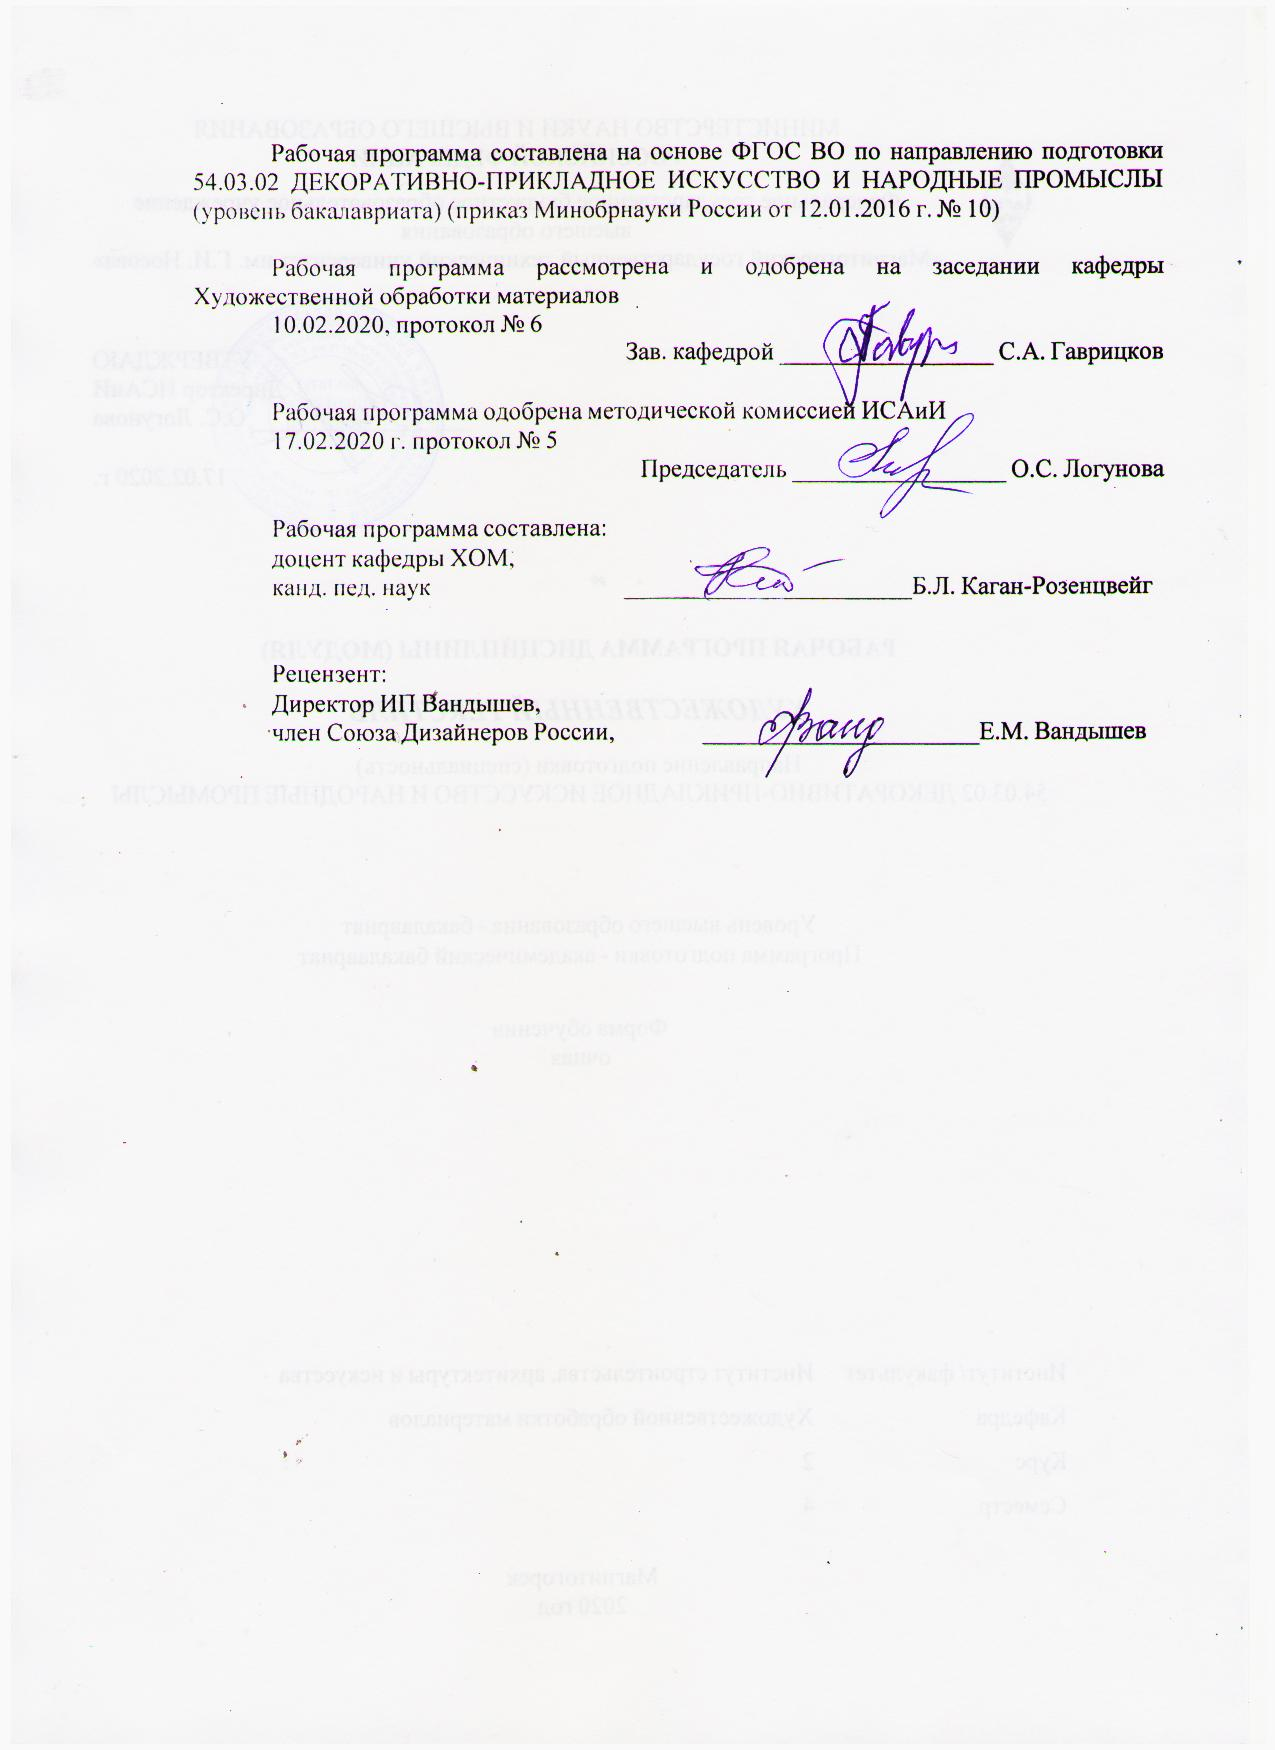 Рабочая программа составлена на основе ФГОС ВО по направлению подготовки
54.03.02 ДЕКОРАТИВНО-ПРИКЛАДНОЕ ИСКУССТВО И НАРОДНЫЕ ПРОМЫСЛЫ
(уровень бакалавриата) (приказ Минобрнауки России от 12.01.2016 г. № 10)
Рабочая программа рассмотрена и одобрена на заседании кафедры
Художественной обработки материалов
10.02.2020, протокол № 6
Зав. кафедрой ________________ С.А. Гаврицков
Рабочая программа одобрена методической комиссией ИСАиИ
17.02.2020 г. протокол № 5
Председатель ________________ О.С. Логунова
Рабочая программа составлена:
доцент кафедры ХОМ,
канд. пед. наук ______________________Б.Л. Каган-Розенцвейг
Рецензент:
Директор ИП Вандышев,
член Союза Дизайнеров России, _____________________Е.М. Вандышев